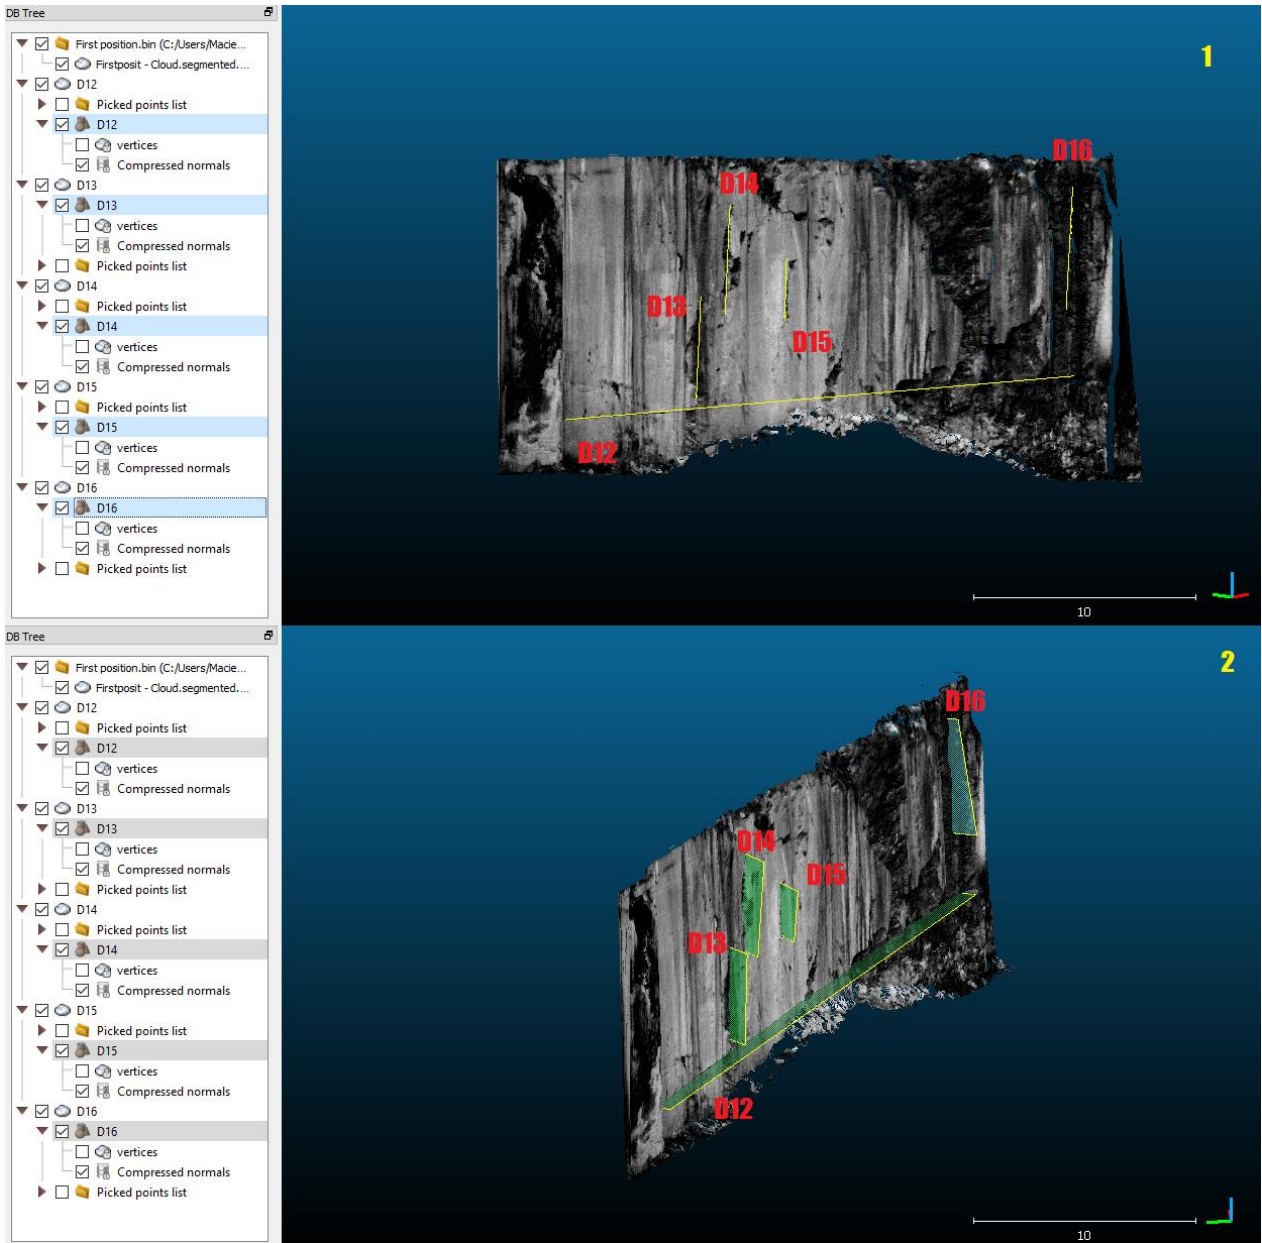 DB Tree
First position.bin (C:/Users/Macie...
Firstposit - Cloud.segmented....
D12
Picked points list
D12
vertices
Compressed normals
D13
D13
vertices
Compressed normals
Picked points list
D14
Picked points list
D14
vertices
Compressed normals
D15
Picked points list
D15
vertices
Compressed normals
D16
D16
vertices
Compressed normals
Picked points list
1
D16
D14
D13
D15
D12
10
DB Tree
First position.bin (C:/Users/Macie...
Firstposit - Cloud.segmented....
D12
Picked points list
D12
vertices
Compressed normals
D13
D13
vertices
Compressed normals
Picked points list
D14
Picked points list
D14
vertices
Compressed normals
D15
Picked points list
D15
vertices
Compressed normals
D16
D16
vertices
Compressed normals
Picked points list
2
D16
D14
D15
D13
D12
10